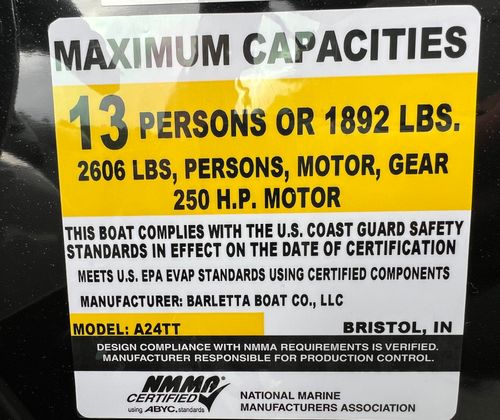 MAXIMUM CAPACITIES
13 PERSONS OR 1892 LBS.
2606 LBS, PERSONS, MOTOR, GEAR
250 H.P. MOTOR
THIS BOAT COMPLIES WITH THE U.S. COAST GUARD SAFETY
STANDARDS IN EFFECT ON THE DATE OF CERTIFICATION
MEETS U.S. EPA EVAP STANDARDS USING CERTIFIED COMPONENTS
MANUFACTURER: BARLETTA BOAT CO., LLC
MODEL: A24TT BRISTOL, IN
DESIGN COMPLIANCE WITH NMMA REQUIREMENTS IS VERIFIED.
MANUFACTURER RESPONSIBLE FOR PRODUCTION CONTROL.
NMMA
CERTIFIED
using ABYC. standards
NATIONAL MARINE
MANUFACTURERS ASSOCIATION